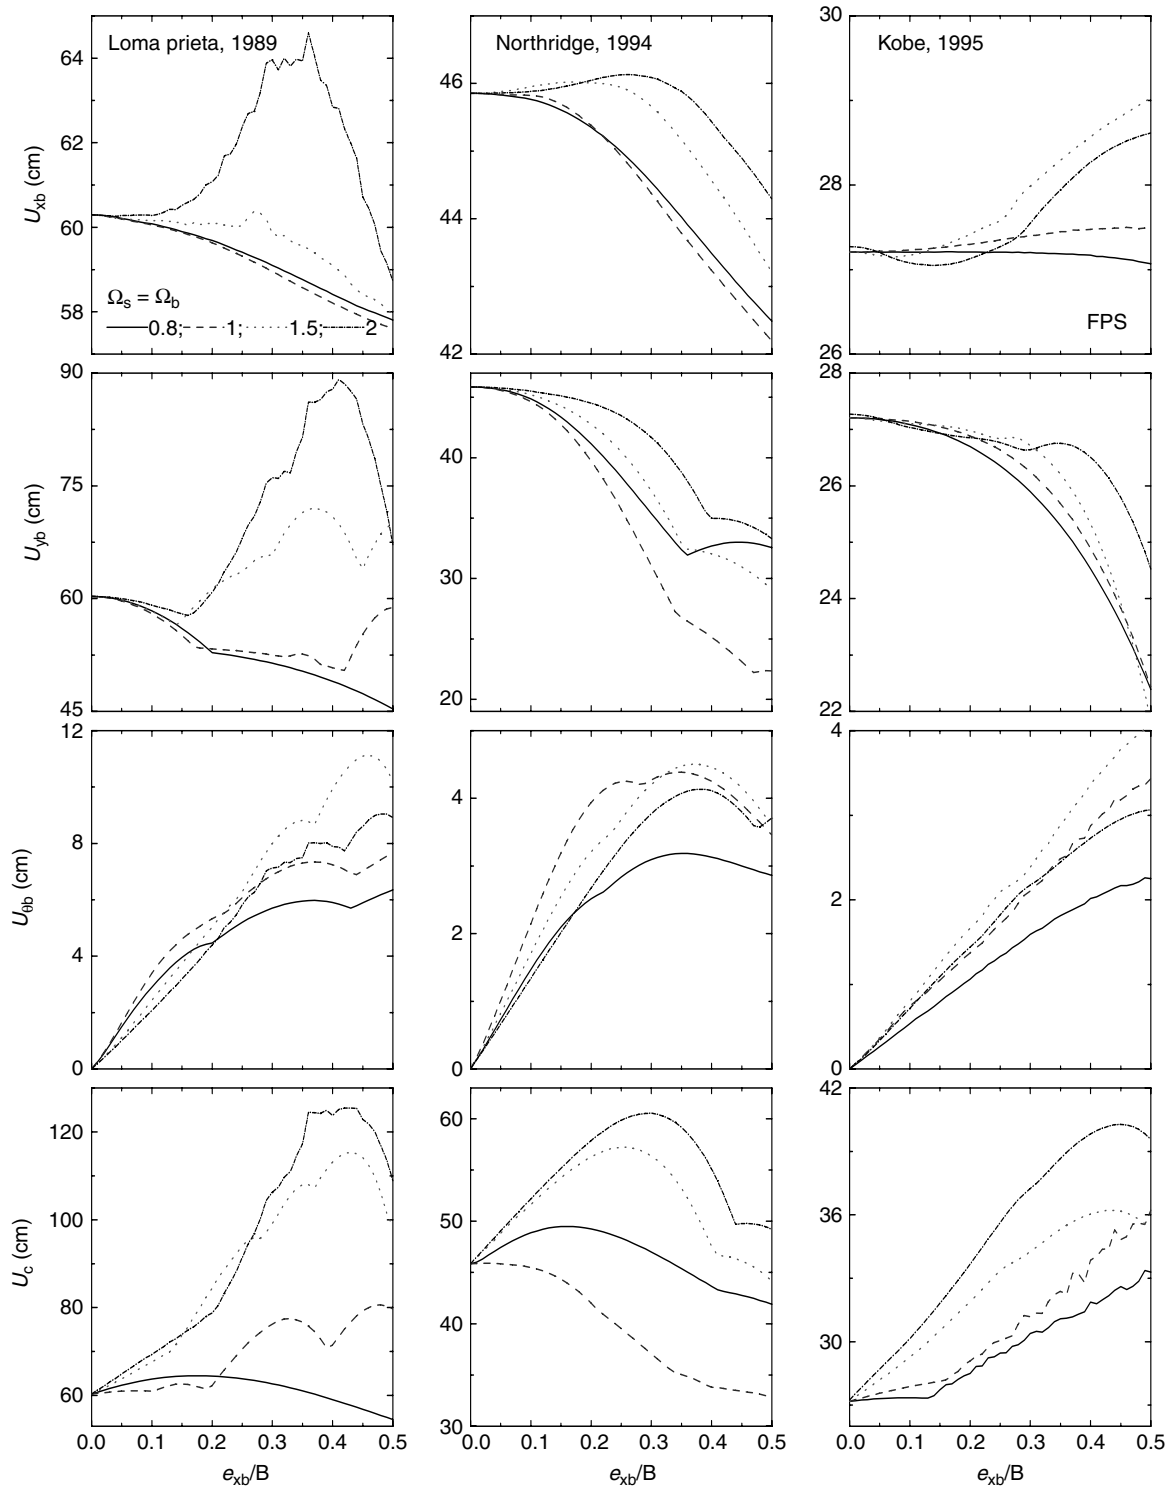 Loma prieta, 1989
Northridge, 1994
Kobe, 1995
64
62
60
58
U_xb (cm)
Ω_s = Ω_b
0.8; 1; 1.5; 2
46
44
42
30
28
26
FPS
90
75
60
45
U_yb (cm)
40
30
20
28
26
24
22
12
8
4
0
U_θb (cm)
4
2
0
4
2
0
120
100
80
60
U_c (cm)
60
50
40
30
42
36
30
0.0 0.1 0.2 0.3 0.4 0.5
0.0 0.1 0.2 0.3 0.4 0.5
0.0 0.1 0.2 0.3 0.4 0.5
e_xb/B
e_xb/B
e_xb/B